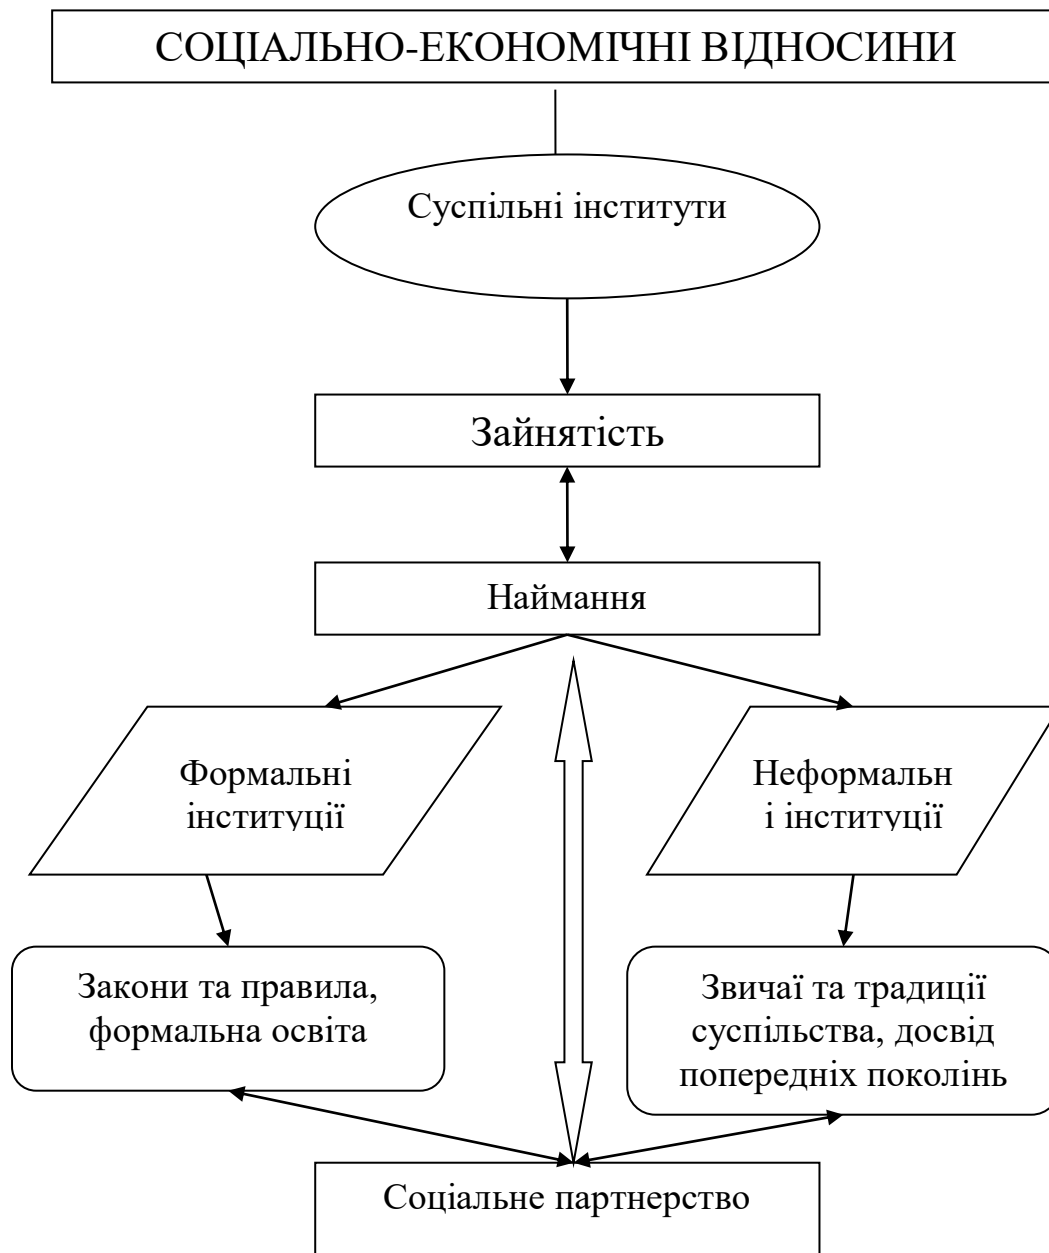 СОЦІАЛЬНО-ЕКОНОМІЧНІ ВІДНОСИНИ
Суспільні інститути
Зайнятість
Наймання
Формальні
інституції
Неформальн
і інституції
Закони та правила,
формальна освіта
Звичаї та традиції
суспільства, досвід
попередніх поколінь
Соціальне партнерство